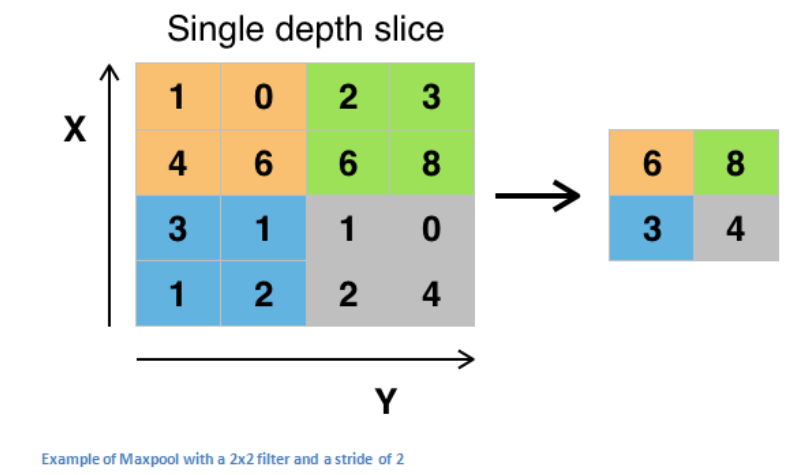 Single depth slice
X
1 0 2 3
4 6 6 8
3 1 1 0
1 2 2 4
6 8
3 4
Y
Example of Maxpool with a 2x2 filter and a stride of 2